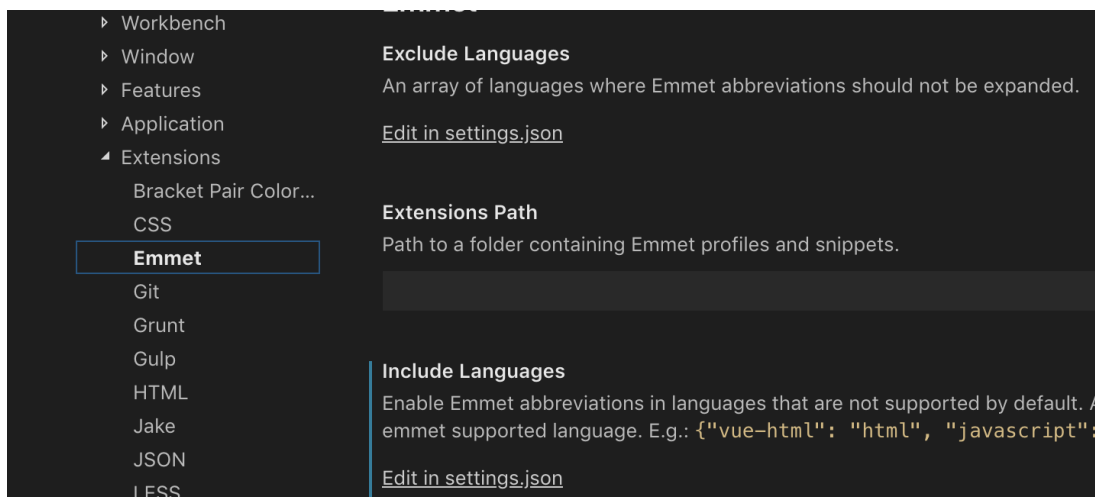 Workbench
Window
Features
Application
Extensions
Bracket Pair Color...
CSS
Emmet
Git
Grunt
Gulp
HTML
Jake
JSON
LESS
Emmet
Exclude Languages
An array of languages where Emmet abbreviations should not be expanded.
Edit in settings.json
Extensions Path
Path to a folder containing Emmet profiles and snippets.
Include Languages
Enable Emmet abbreviations in languages that are not supported by default. A
emmet supported language. E.g.: {"vue-html": "html", "javascript":
Edit in settings.json